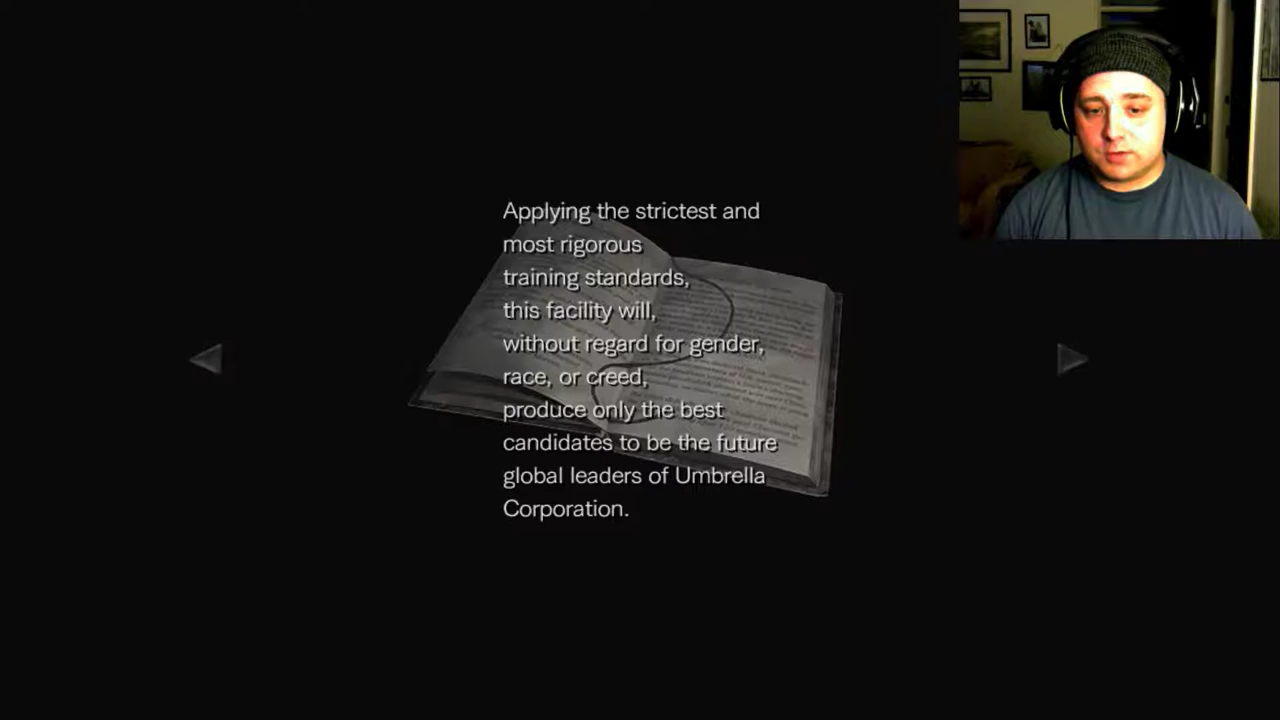 Applying the strictest and
most rigorous
training standards,
this facility will,
without regard for gender,
race, or creed,
produce only the best
candidates to be the future
global leaders of Umbrella
Corporation.